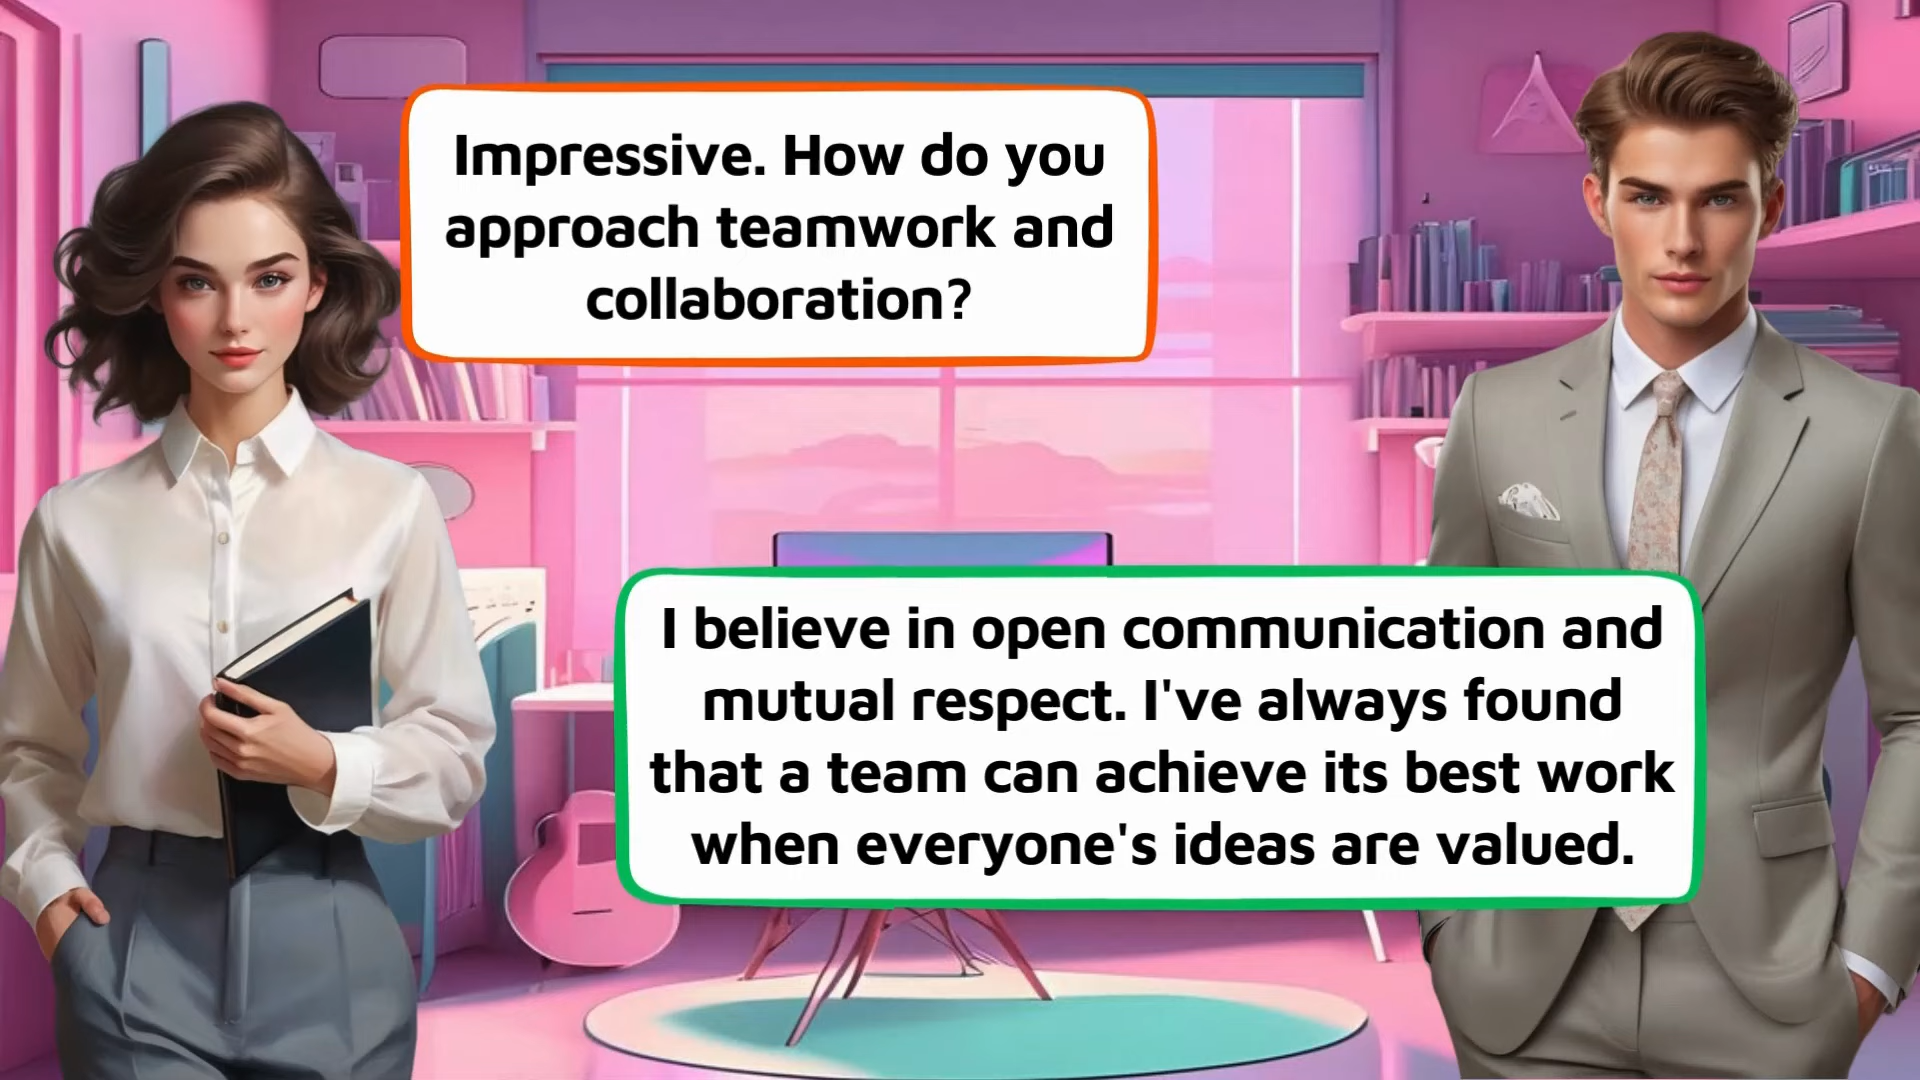 Impressive. How do you
approach teamwork and
collaboration?
I believe in open communication and
mutual respect. I've always found
that a team can achieve its best work
when everyone's ideas are valued.